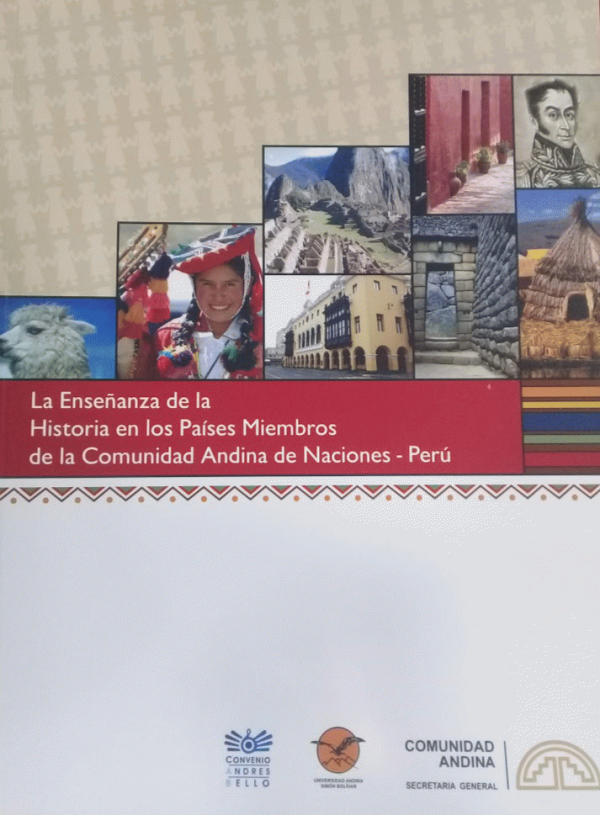 La Enseñanza de la
Historia en los Países Miembros
de la Comunidad Andina de Naciones - Perú
CONVENIO
ANDRES
BELLO
UNIVERSIDAD ANDINA
SIMÓN BOLÍVAR
COMUNIDAD
ANDINA
SECRETARIA GENERAL